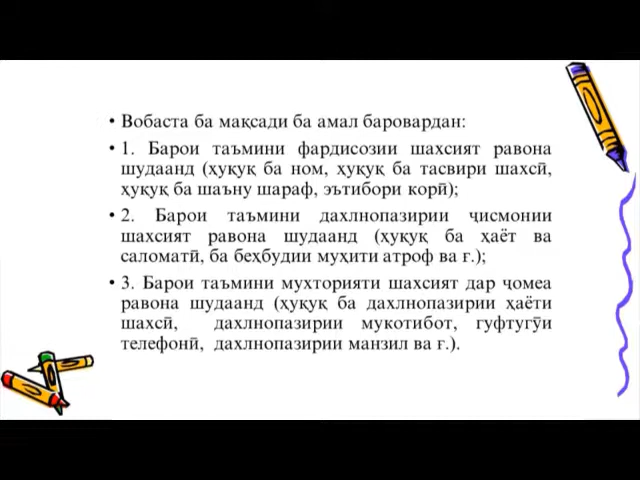 • Вобаста ба мақсади ба амал баровардан:
• 1. Барои таъмини фардисозии шахсият равона
шудаанд (ҳуқуқ ба ном, ҳуқуқ ба тасвири шахсӣ,
ҳуқуқ ба шаъну шараф, эътибори корӣ);
• 2. Барои таъмини дахлнопазирии ҷисмонии
шахсият равона шудаанд (ҳуқуқ ба ҳаёт ва
саломатӣ, ба беҳбудии муҳити атроф ва ғ.);
• 3. Барои таъмини мухторияти шахсият дар ҷомеа
равона шудаанд (ҳуқуқ ба дахлнопазирии ҳаёти
шахсӣ, дахлнопазирии мукотибот, гуфтугӯи
телефонӣ, дахлнопазирии манзил ва ғ.).